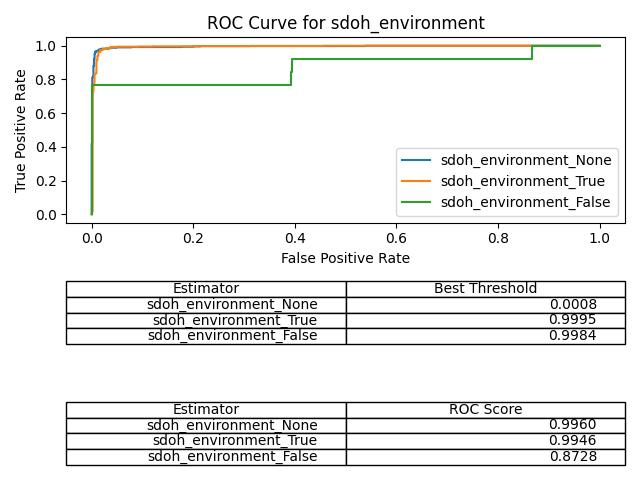 ROC Curve for sdoh_environment
True Positive Rate
1.0
0.8
0.6
0.4
0.2
0.0
sdoh_environment_None
sdoh_environment_True
sdoh_environment_False
0.0 0.2 0.4 0.6 0.8 1.0
False Positive Rate
Estimator Best Threshold
sdoh_environment_None 0.0008
sdoh_environment_True 0.9995
sdoh_environment_False 0.9984
Estimator ROC Score
sdoh_environment_None 0.9960
sdoh_environment_True 0.9946
sdoh_environment_False 0.8728